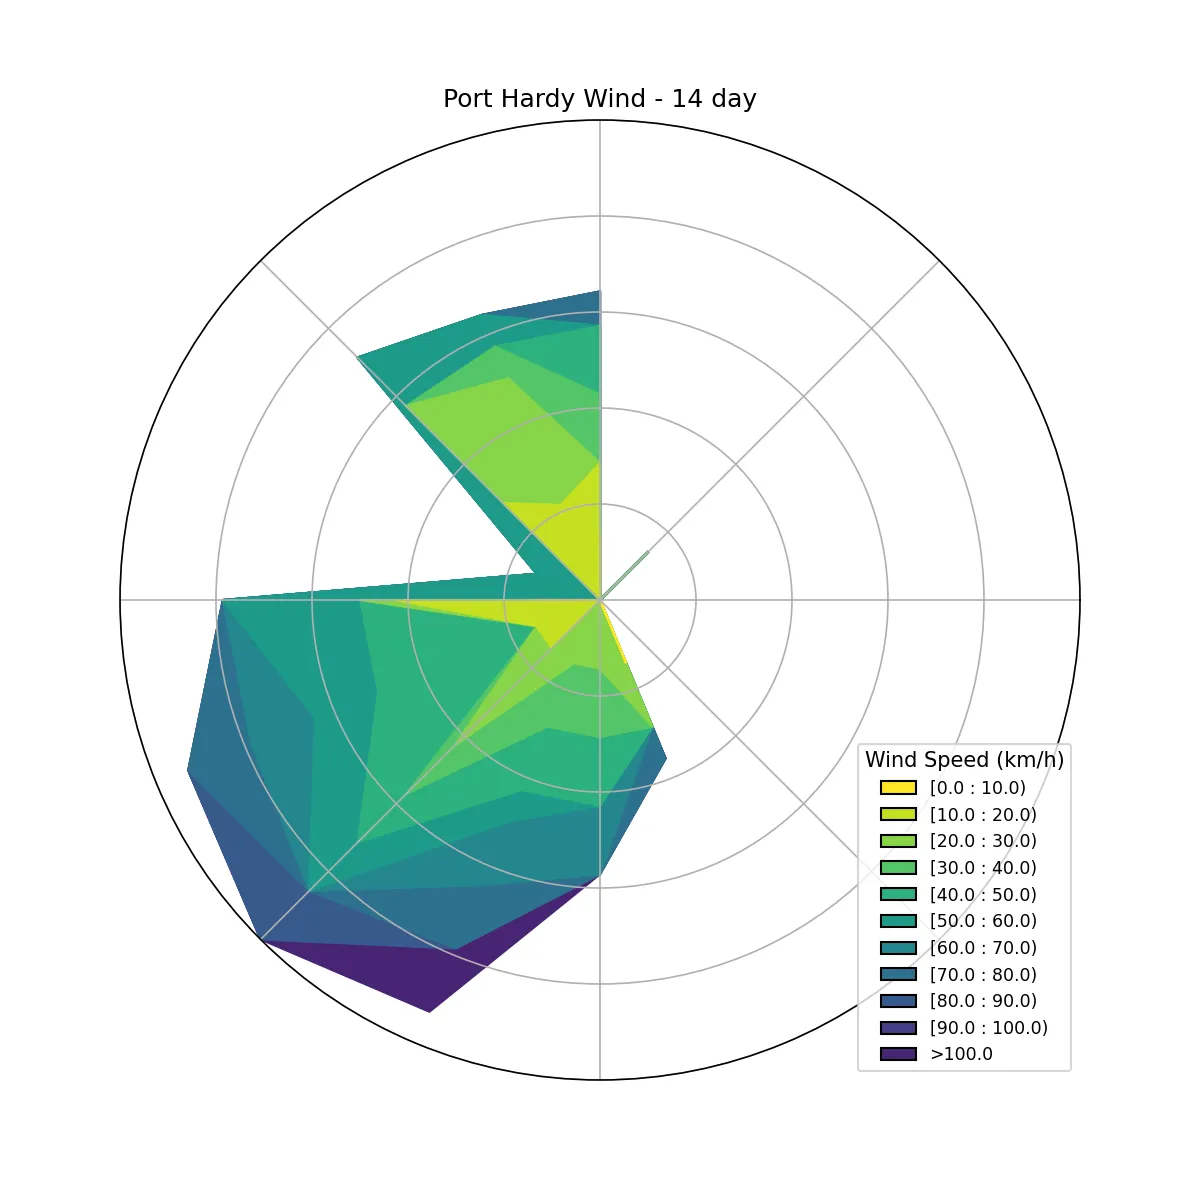 Port Hardy Wind - 14 day
Wind Speed (km/h)
[0.0 : 10.0)
[10.0 : 20.0)
[20.0 : 30.0)
[30.0 : 40.0)
[40.0 : 50.0)
[50.0 : 60.0)
[60.0 : 70.0)
[70.0 : 80.0)
[80.0 : 90.0)
[90.0 : 100.0)
>100.0